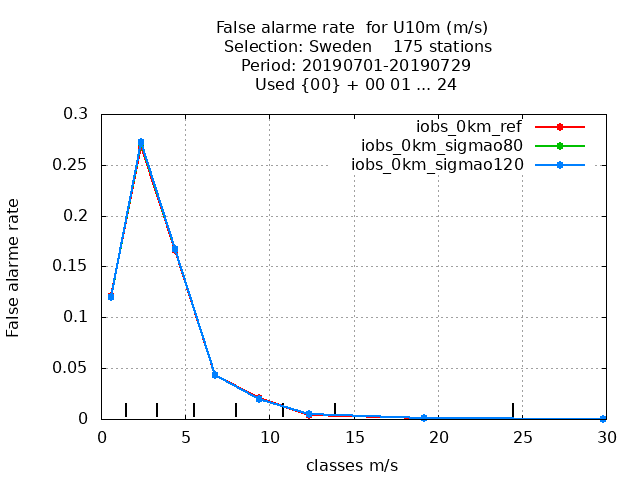 False alarme rate  for U10m (m/s)
Selection: Sweden    175 stations
Period: 20190701-20190729
Used {00} + 00 01 ... 24
iobs_0km_ref
iobs_0km_sigmao80
iobs_0km_sigmao120
False alarme rate
0.3
0.25
0.2
0.15
0.1
0.05
0
0 5 10 15 20 25 30
classes m/s